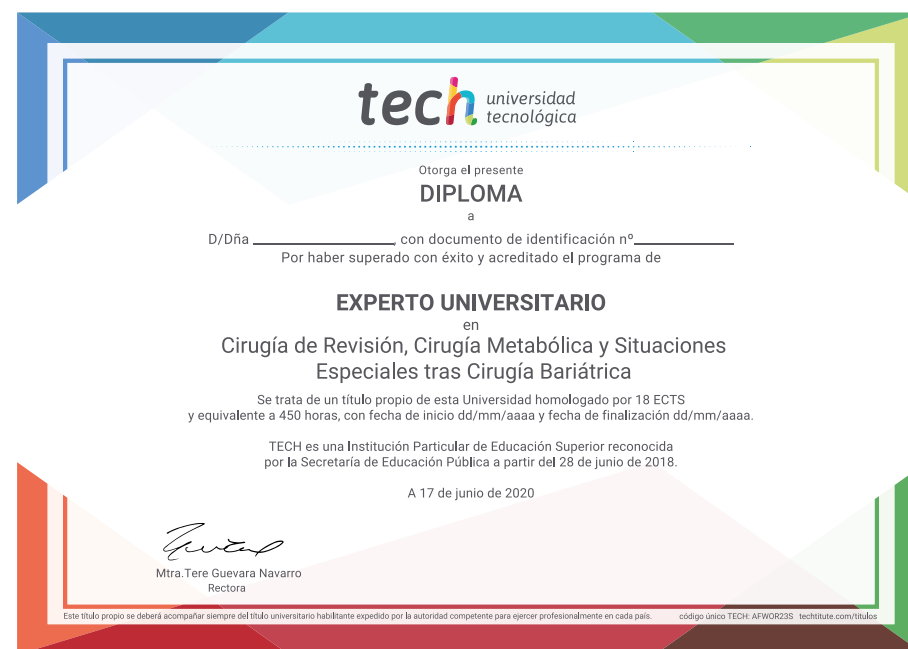 tech universidad
tecnológica
Otorga el presente
DIPLOMA
a
D/Dña ____________________, con documento de identificación nº______________
Por haber superado con éxito y acreditado el programa de
EXPERTO UNIVERSITARIO
en
Cirugía de Revisión, Cirugía Metabólica y Situaciones
Especiales tras Cirugía Bariátrica
Se trata de un título propio de esta Universidad homologado por 18 ECTS
y equivalente a 450 horas, con fecha de inicio dd/mm/aaaa y fecha de finalización dd/mm/aaaa.
TECH es una Institución Particular de Educación Superior reconocida
por la Secretaría de Educación Pública a partir del 28 de junio de 2018.
A 17 de junio de 2020
Mtra.Tere Guevara Navarro
Rectora
Este título propio se deberá acompañar siempre del título universitario habilitante expedido por la autoridad competente para ejercer profesionalmente en cada país. código único TECH: AFWOR23S techtitute.com/titulos